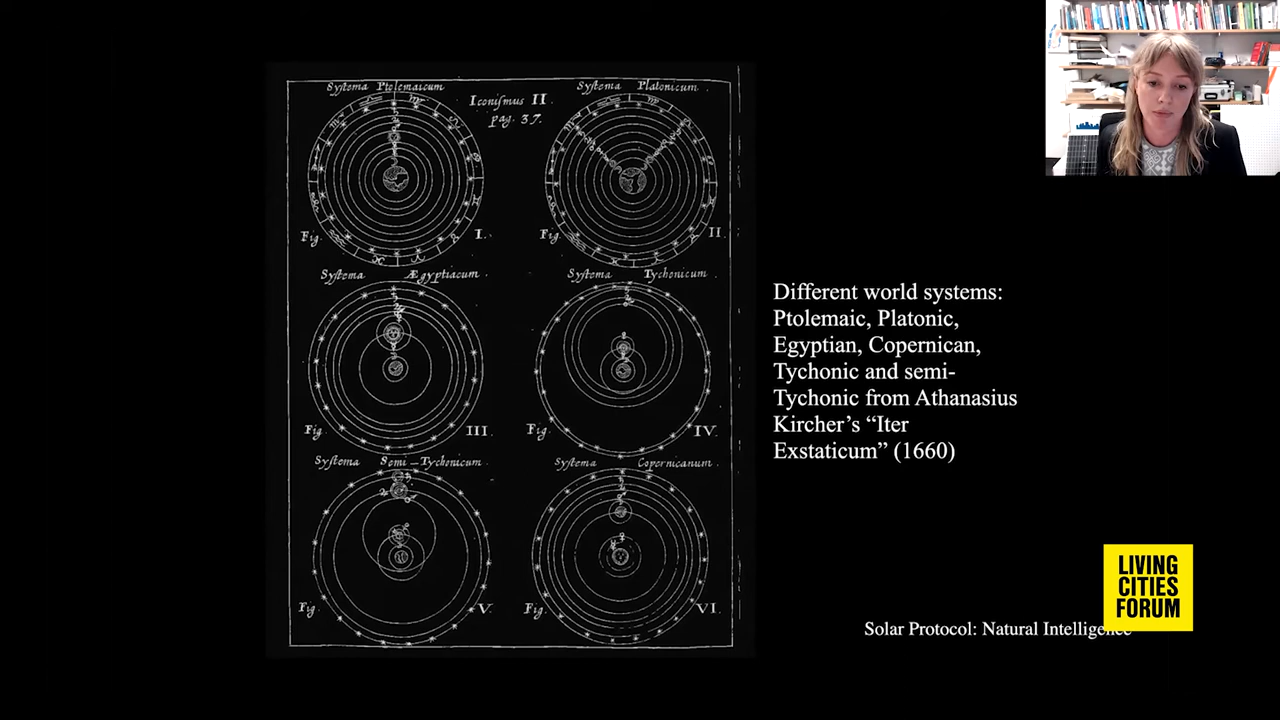 Systema Ptolemaicum
Iconismus II
pag. 37.
Systema Platonicum
Fig. I.
Fig. II
Systema Ægyptiacum.
Systema Tychonicum.
Fig. III
Fig. IV.
Systema Semi-Tychonicum.
Systema Copernicanum.
Fig. V.
Fig. VI.
Different world systems:
Ptolemaic, Platonic,
Egyptian, Copernican,
Tychonic and semi-
Tychonic from Athanasius
Kircher’s “Iter
Exstaticum” (1660)
LIVING
CITIES
FORUM
Solar Protocol: Natural Intelligence